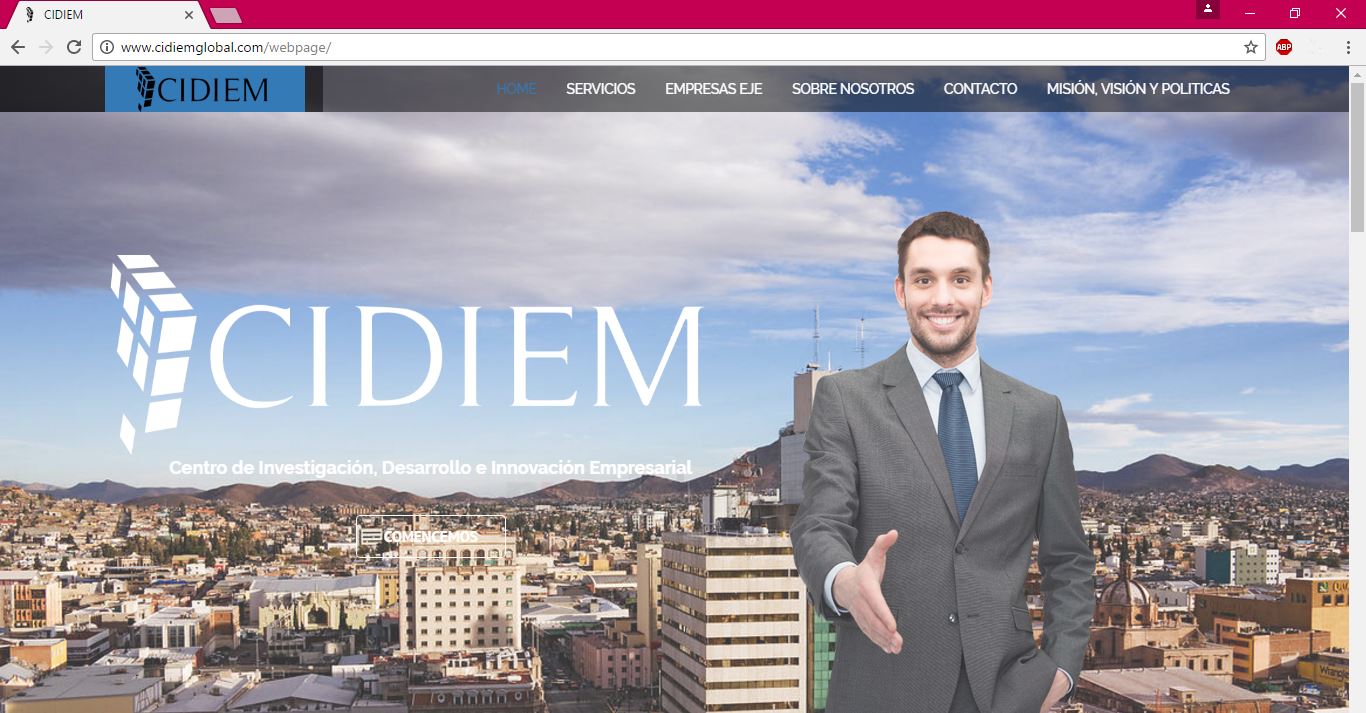 CIDIEM
www.cidiemglobal.com/webpage/
ABP
CIDIEM
HOME SERVICIOS EMPRESAS EJE SOBRE NOSOTROS CONTACTO MISIÓN, VISIÓN Y POLITICAS
CIDIEM
Centro de Investigación, Desarrollo e Innovación Empresarial
COMENCEMOS